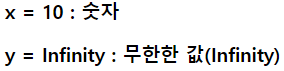 x = 10 : 숫자
y = Infinity : 무한한 값(Infinity)